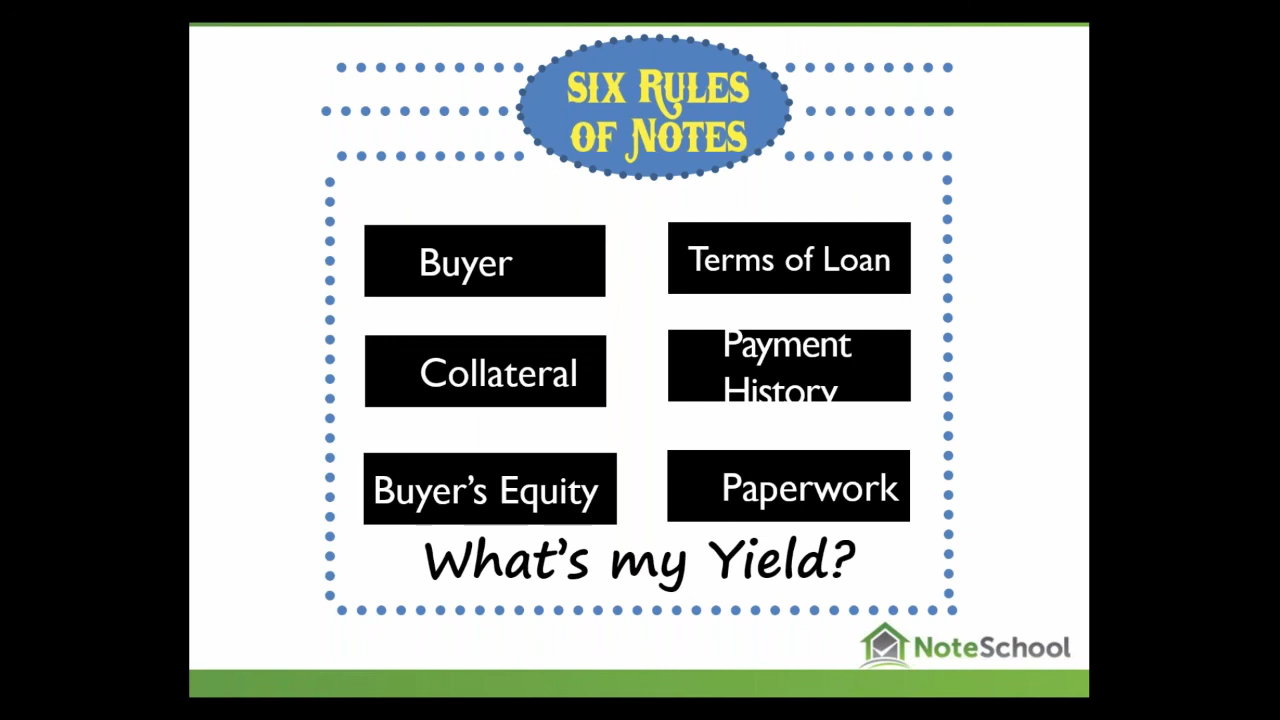 SIX RULES
OF NOTES
Buyer
Terms of Loan
Collateral
Payment
History
Buyer's Equity
Paperwork
What's my Yield?
NoteSchool